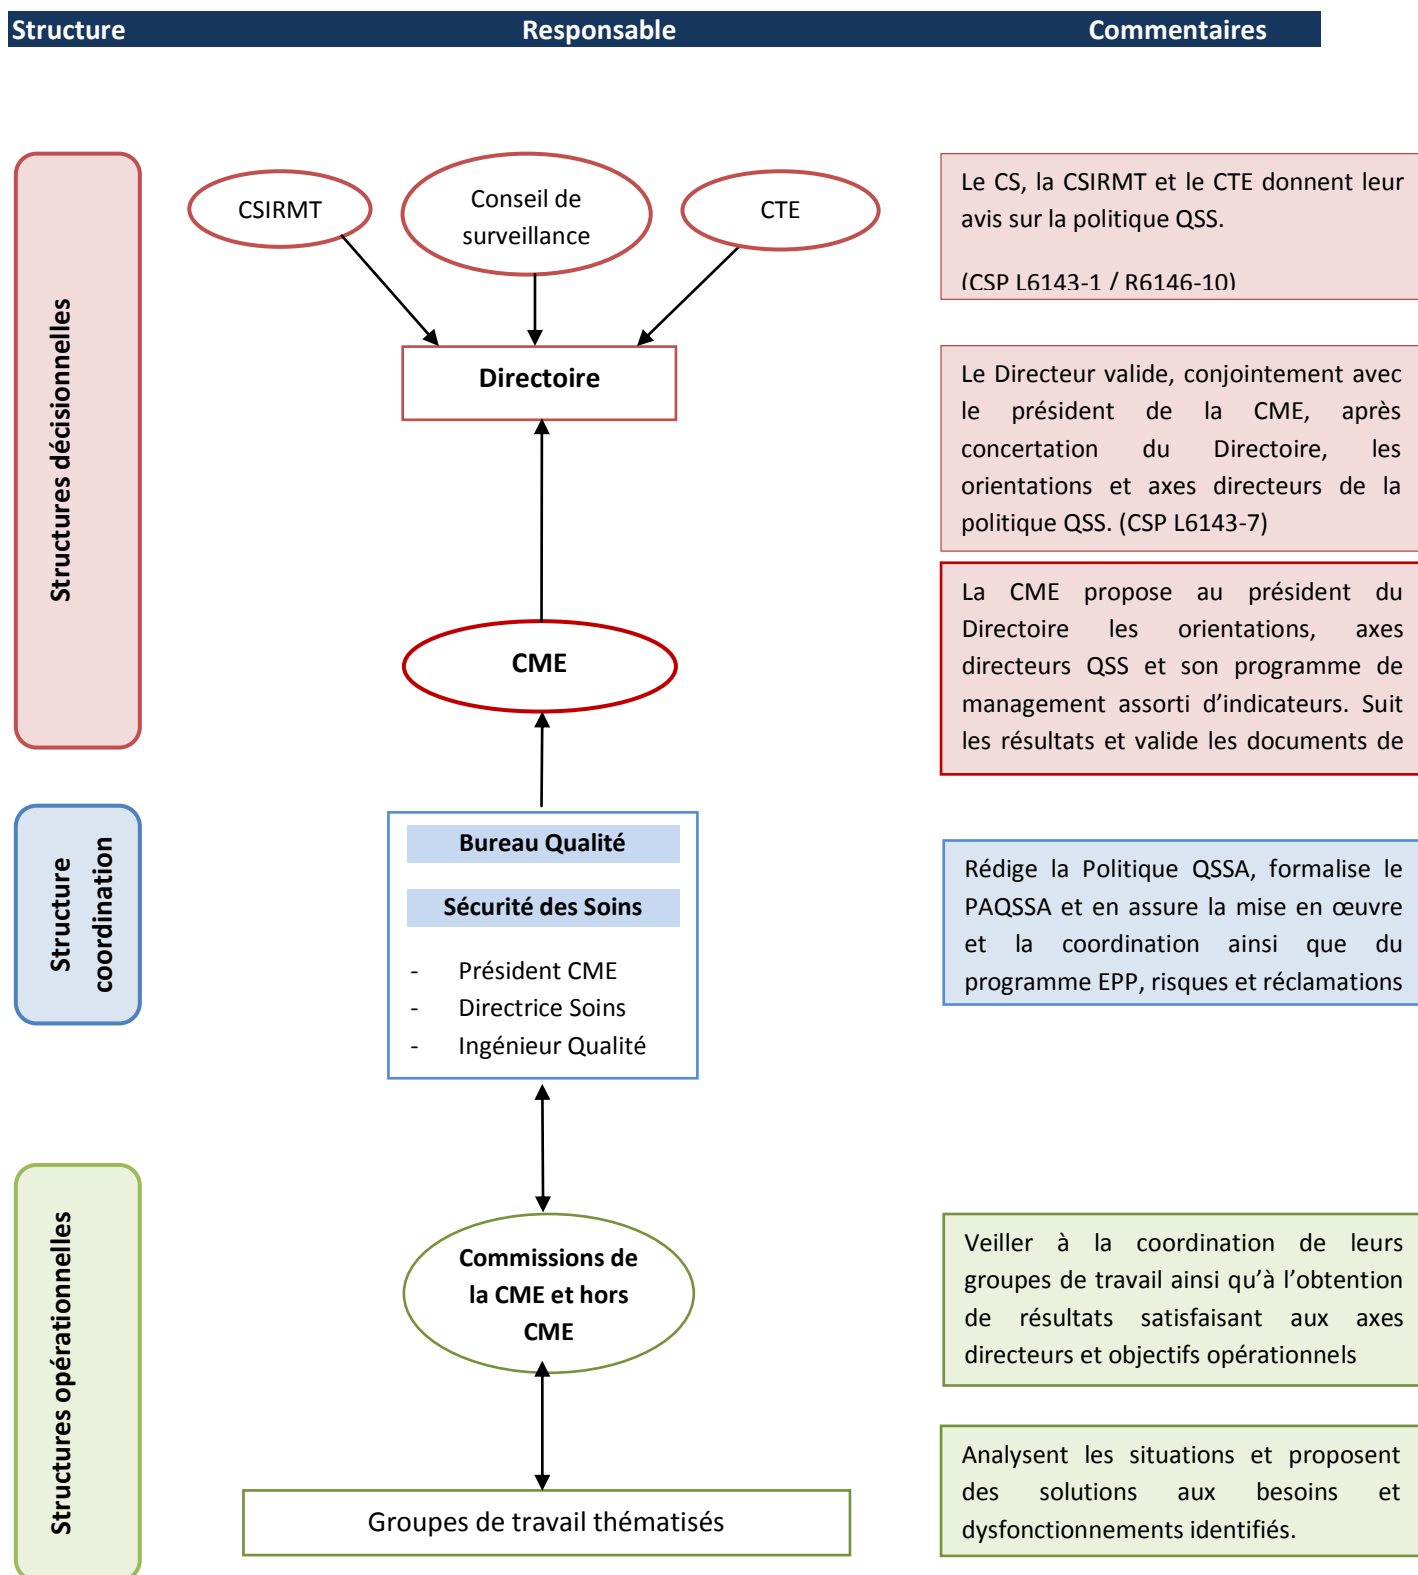 Structure Responsable Commentaires
Structures décisionnelles
CSIRMT
Conseil de
surveillance
CTE
Le CS, la CSIRMT et le CTE donnent leur
avis sur la politique QSS.
(CSP L6143-1 / R6146-10)
Directoire
Le Directeur valide, conjointement avec
le président de la CME, après
concertation du Directoire, les
orientations et axes directeurs de la
politique QSS. (CSP L6143-7)
CME
La CME propose au président du
Directoire les orientations, axes
directeurs QSS et son programme de
management assorti d’indicateurs. Suit
les résultats et valide les documents de
Structure
coordination
Bureau Qualité
Sécurité des Soins
- Président CME
- Directrice Soins
- Ingénieur Qualité
Rédige la Politique QSSA, formalise le
PAQSSA et en assure la mise en œuvre
et la coordination ainsi que du
programme EPP, risques et réclamations
Structures opérationnelles
Commissions de
la CME et hors
CME
Veiller à la coordination de leurs
groupes de travail ainsi qu’à l’obtention
de résultats satisfaisant aux axes
directeurs et objectifs opérationnels
Groupes de travail thématisés
Analysent les situations et proposent
des solutions aux besoins et
dysfonctionnements identifiés.